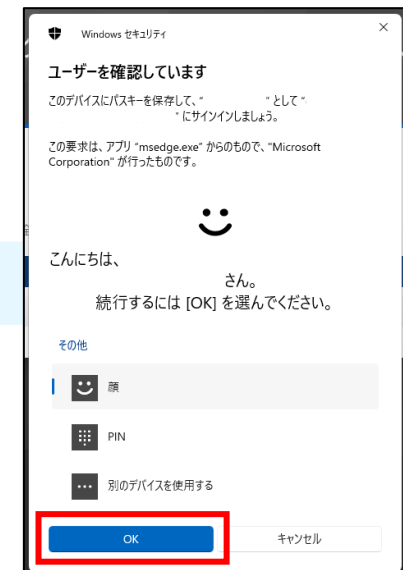 Windows セキュリティ
ユーザーを確認しています
このデバイスにパスキーを保存して、" " として "
" にサインインしましょう。
この要求は、アプリ "msedge.exe" からのもので、"Microsoft
Corporation" が行ったものです。
こんにちは、
さん。
続行するには [OK] を選んでください。
その他
顔
PIN
別のデバイスを使用する
OK
キャンセル